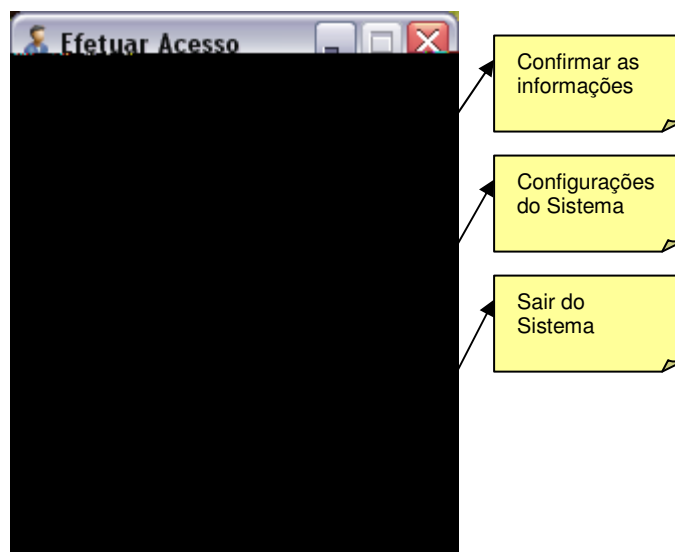 Efetuar Acesso
Confirmar as
informações
Configurações
do Sistema
Sair do
Sistema